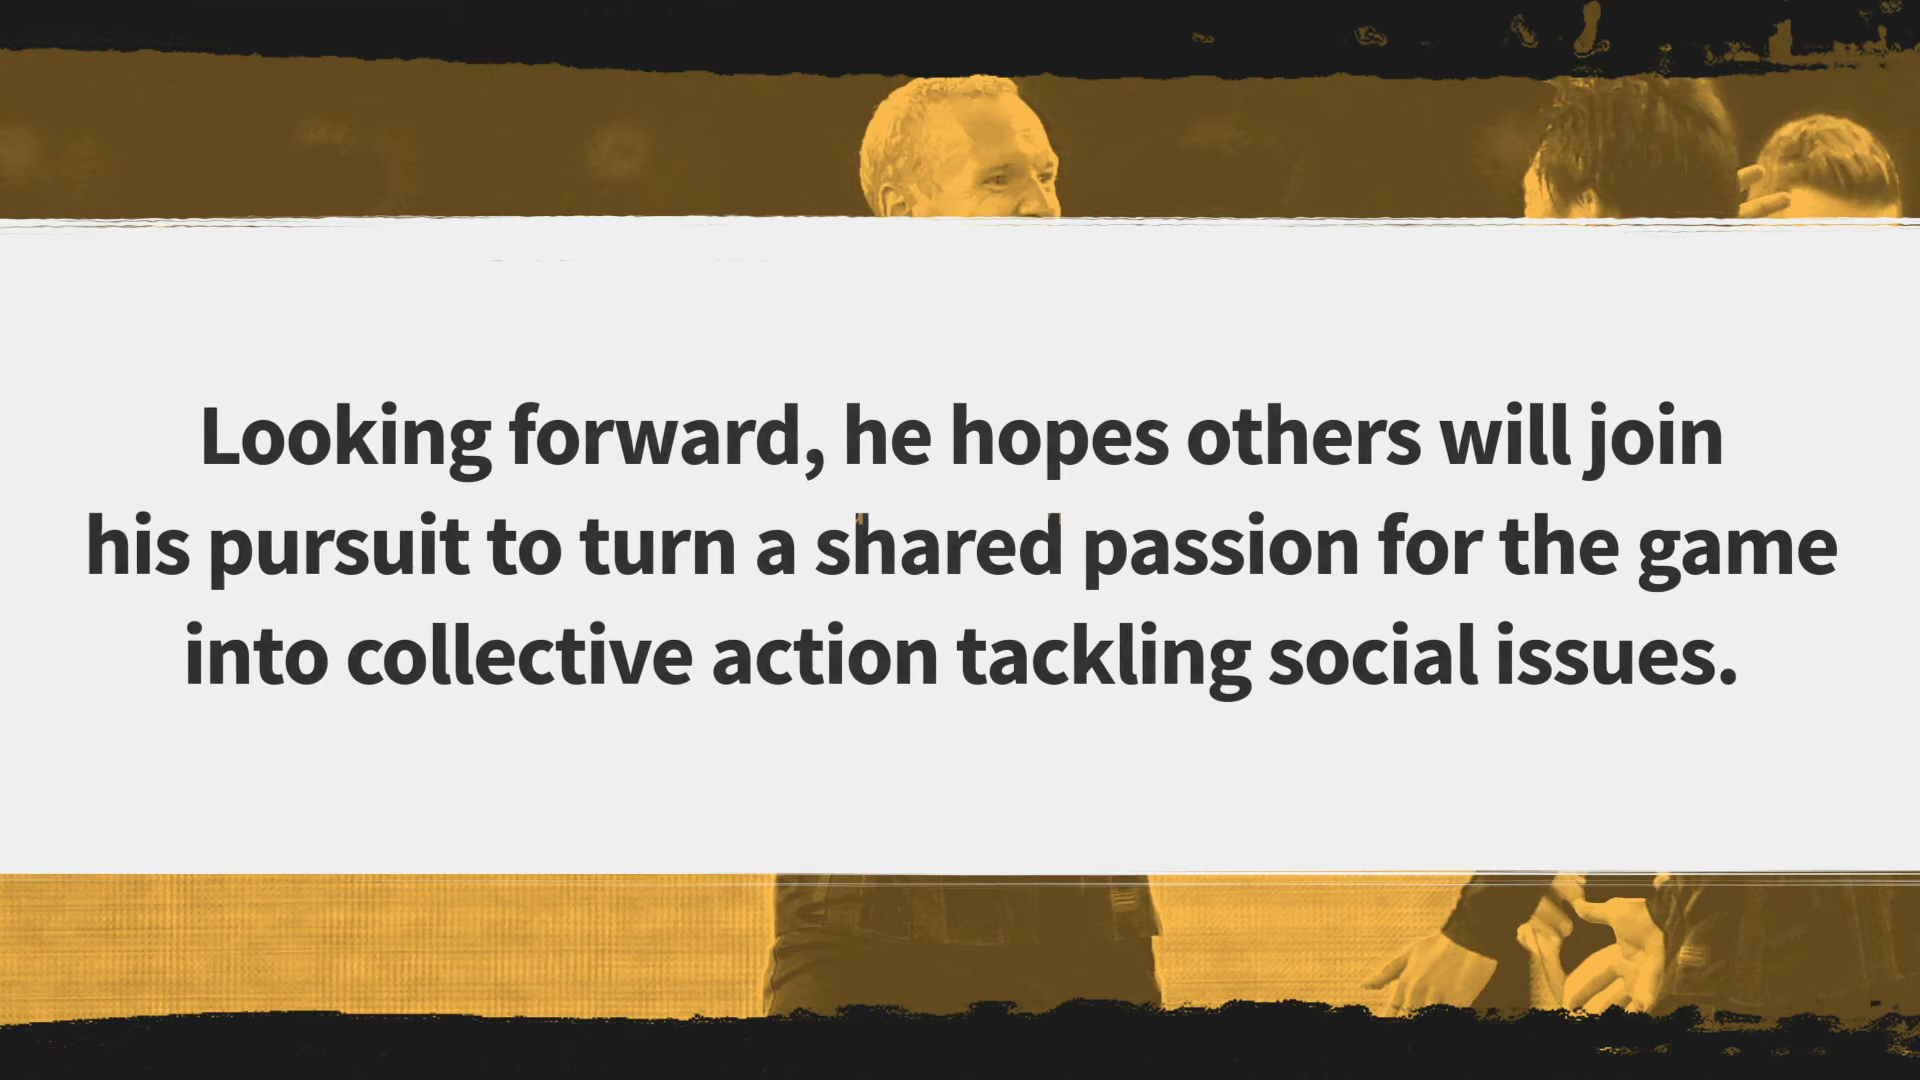 Looking forward, he hopes others will join
his pursuit to turn a shared passion for the game
into collective action tackling social issues.